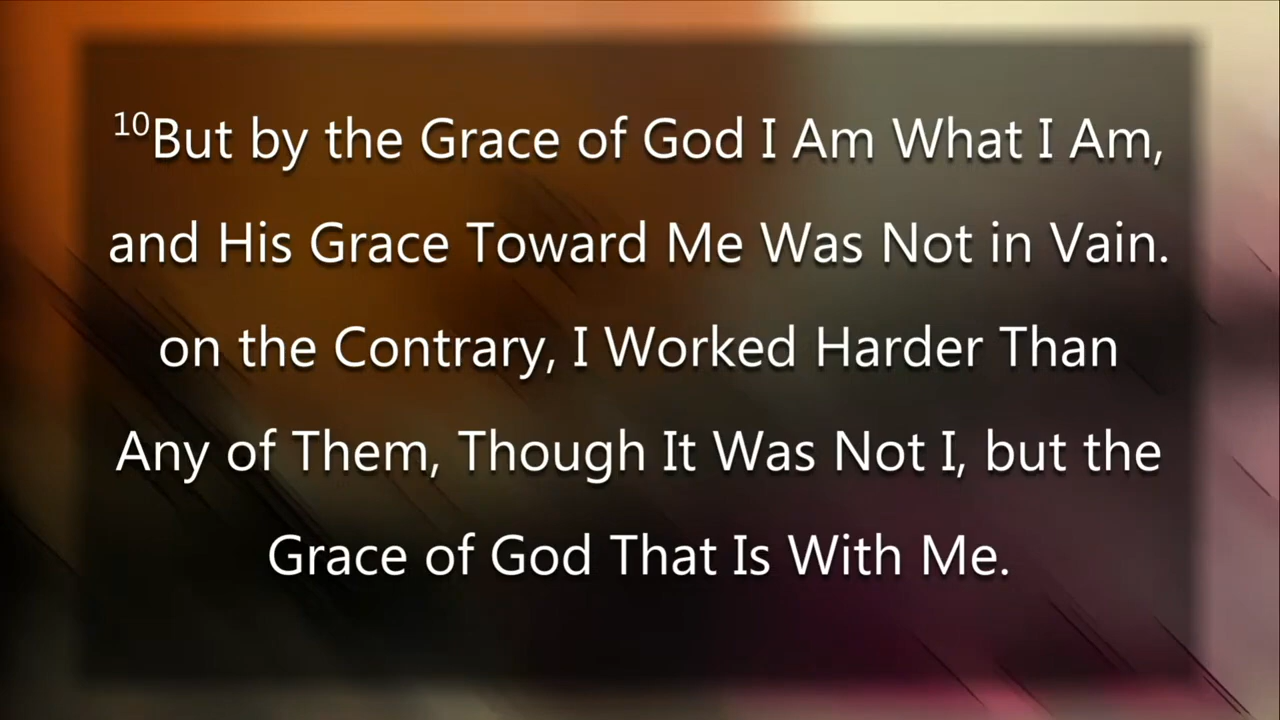 10But by the Grace of God I Am What I Am,
and His Grace Toward Me Was Not in Vain.
on the Contrary, I Worked Harder Than
Any of Them, Though It Was Not I, but the
Grace of God That Is With Me.